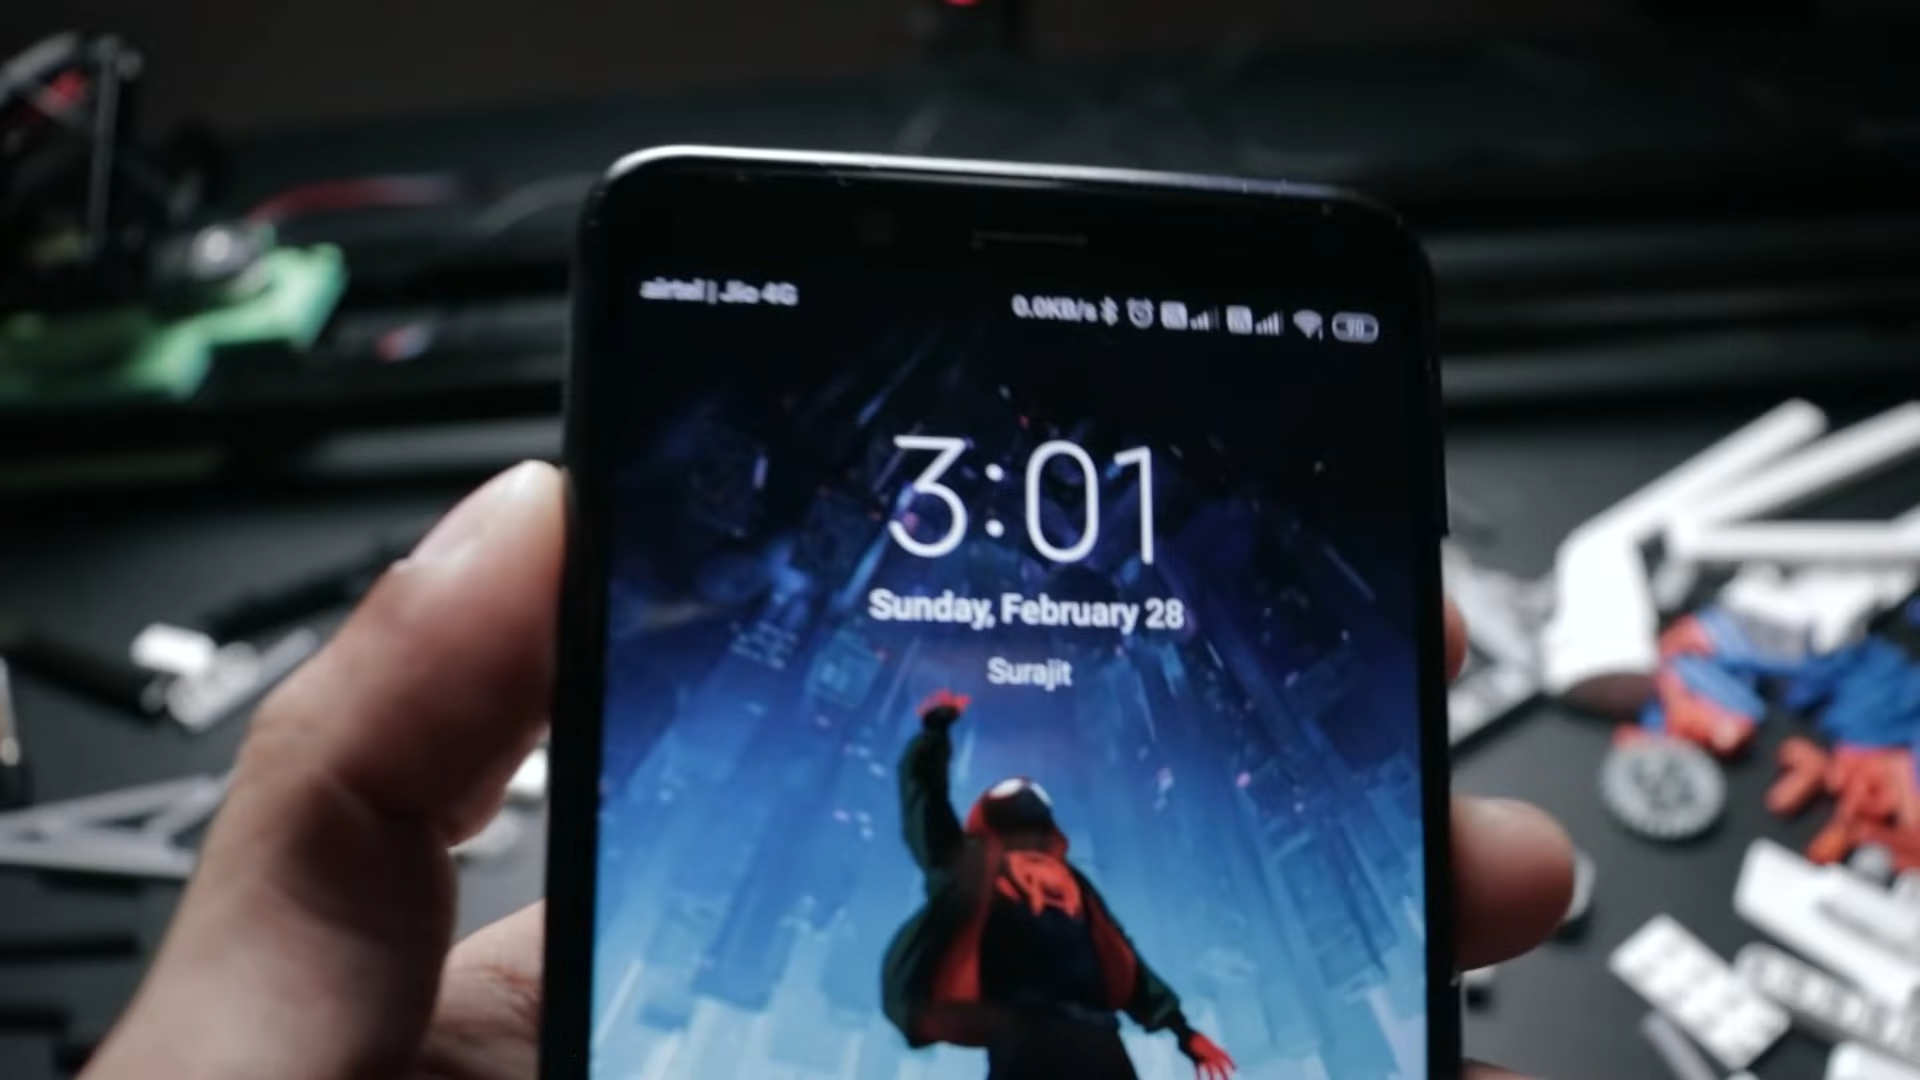 airtel | Jio 4G
0.0KB/s
3:01
Sunday, February 28
Surajit